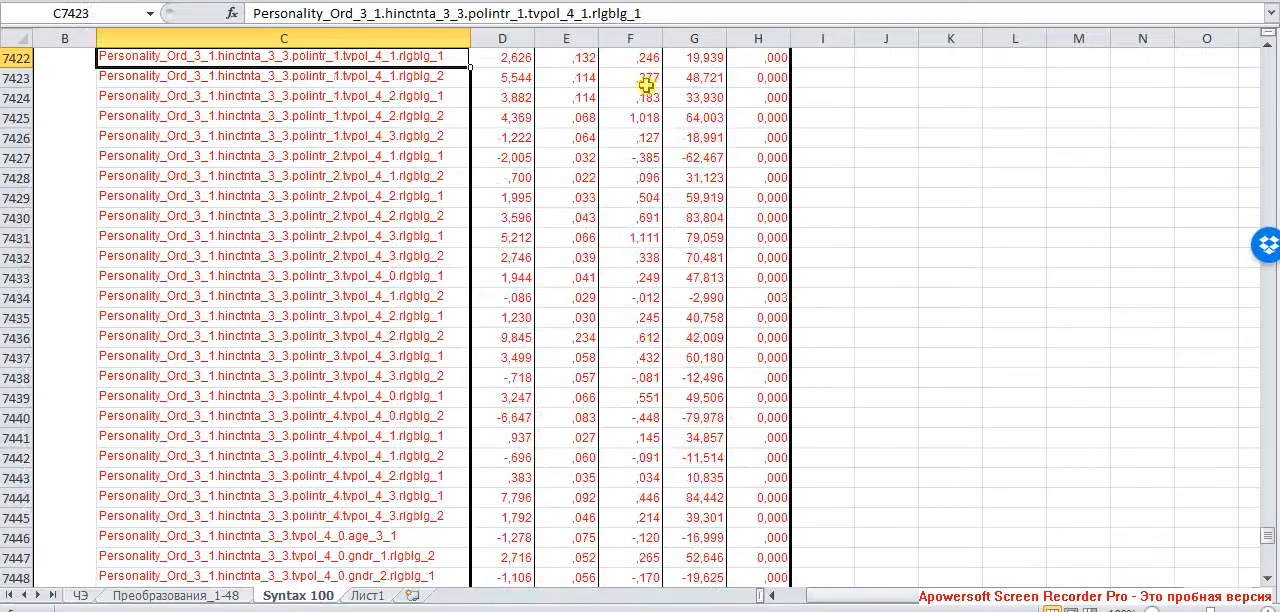 C7423 fx Personality_Ord_3_1.hinctnta_3_3.polintr_1.tvpol_4_1.rlgblg_1
B C D E F G H I J K L M N O
7422 Personality_Ord_3_1.hinctnta_3_3.polintr_1.tvpol_4_1.rlgblg_1 2,626 ,132 ,246 19,939 ,000
7423 Personality_Ord_3_1.hinctnta_3_3.polintr_1.tvpol_4_1.rlgblg_2 5,544 ,114 ,377 48,721 0,000
7424 Personality_Ord_3_1.hinctnta_3_3.polintr_1.tvpol_4_2.rlgblg_1 3,882 ,114 ,183 33,930 ,000
7425 Personality_Ord_3_1.hinctnta_3_3.polintr_1.tvpol_4_2.rlgblg_2 4,369 ,068 1,018 64,003 0,000
7426 Personality_Ord_3_1.hinctnta_3_3.polintr_1.tvpol_4_3.rlgblg_2 -1,222 ,064 ,127 -18,991 ,000
7427 Personality_Ord_3_1.hinctnta_3_3.polintr_2.tvpol_4_1.rlgblg_1 -2,005 ,032 -,385 -62,467 0,000
7428 Personality_Ord_3_1.hinctnta_3_3.polintr_2.tvpol_4_1.rlgblg_2 ,700 ,022 ,096 31,123 ,000
7429 Personality_Ord_3_1.hinctnta_3_3.polintr_2.tvpol_4_2.rlgblg_1 1,995 ,033 ,504 59,919 0,000
7430 Personality_Ord_3_1.hinctnta_3_3.polintr_2.tvpol_4_2.rlgblg_2 3,596 ,043 ,691 83,804 0,000
7431 Personality_Ord_3_1.hinctnta_3_3.polintr_2.tvpol_4_3.rlgblg_1 5,212 ,066 1,111 79,059 0,000
7432 Personality_Ord_3_1.hinctnta_3_3.polintr_2.tvpol_4_3.rlgblg_2 2,746 ,039 ,338 70,481 0,000
7433 Personality_Ord_3_1.hinctnta_3_3.polintr_3.tvpol_4_0.rlgblg_1 1,944 ,041 ,249 47,813 0,000
7434 Personality_Ord_3_1.hinctnta_3_3.polintr_3.tvpol_4_1.rlgblg_2 -,086 ,029 -,012 -2,990 ,003
7435 Personality_Ord_3_1.hinctnta_3_3.polintr_3.tvpol_4_2.rlgblg_1 1,230 ,030 ,245 40,758 0,000
7436 Personality_Ord_3_1.hinctnta_3_3.polintr_3.tvpol_4_2.rlgblg_2 9,845 ,234 ,612 42,009 0,000
7437 Personality_Ord_3_1.hinctnta_3_3.polintr_3.tvpol_4_3.rlgblg_1 3,499 ,058 ,432 60,180 0,000
7438 Personality_Ord_3_1.hinctnta_3_3.polintr_3.tvpol_4_3.rlgblg_2 -,718 ,057 -,081 -12,496 ,000
7439 Personality_Ord_3_1.hinctnta_3_3.polintr_4.tvpol_4_0.rlgblg_1 3,247 ,066 ,551 49,506 0,000
7440 Personality_Ord_3_1.hinctnta_3_3.polintr_4.tvpol_4_0.rlgblg_2 -6,647 ,083 -,448 -79,978 0,000
7441 Personality_Ord_3_1.hinctnta_3_3.polintr_4.tvpol_4_1.rlgblg_1 ,937 ,027 ,145 34,857 ,000
7442 Personality_Ord_3_1.hinctnta_3_3.polintr_4.tvpol_4_1.rlgblg_2 -,696 ,060 -,091 -11,514 ,000
7443 Personality_Ord_3_1.hinctnta_3_3.polintr_4.tvpol_4_2.rlgblg_1 ,383 ,035 ,034 10,835 ,000
7444 Personality_Ord_3_1.hinctnta_3_3.polintr_4.tvpol_4_3.rlgblg_1 7,796 ,092 ,446 84,442 0,000
7445 Personality_Ord_3_1.hinctnta_3_3.polintr_4.tvpol_4_3.rlgblg_2 1,792 ,046 ,214 39,301 0,000
7446 Personality_Ord_3_1.hinctnta_3_3.tvpol_4_0.age_3_1 -1,278 ,075 -,120 -16,999 ,000
7447 Personality_Ord_3_1.hinctnta_3_3.tvpol_4_0.gndr_1.rlgblg_2 2,716 ,052 ,265 52,646 0,000
7448 Personality_Ord_3_1.hinctnta_3_3.tvpol_4_0.gndr_2.rlgblg_1 -1,106 ,056 -,170 -19,625 ,000
ЧЭ Преобразования_1-48 Syntax 100 Лист1
Apowersoft Screen Recorder Pro - Это пробная версия